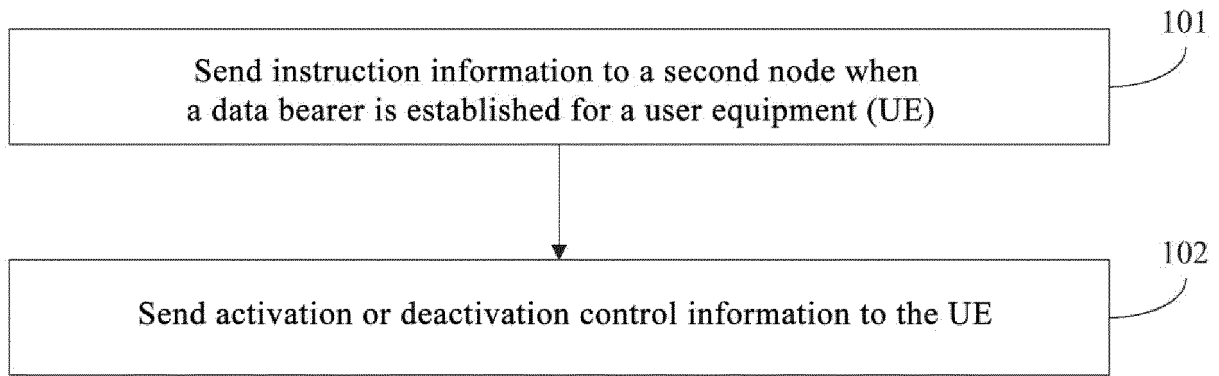 101
Send instruction information to a second node when
a data bearer is established for a user equipment (UE)
102
Send activation or deactivation control information to the UE